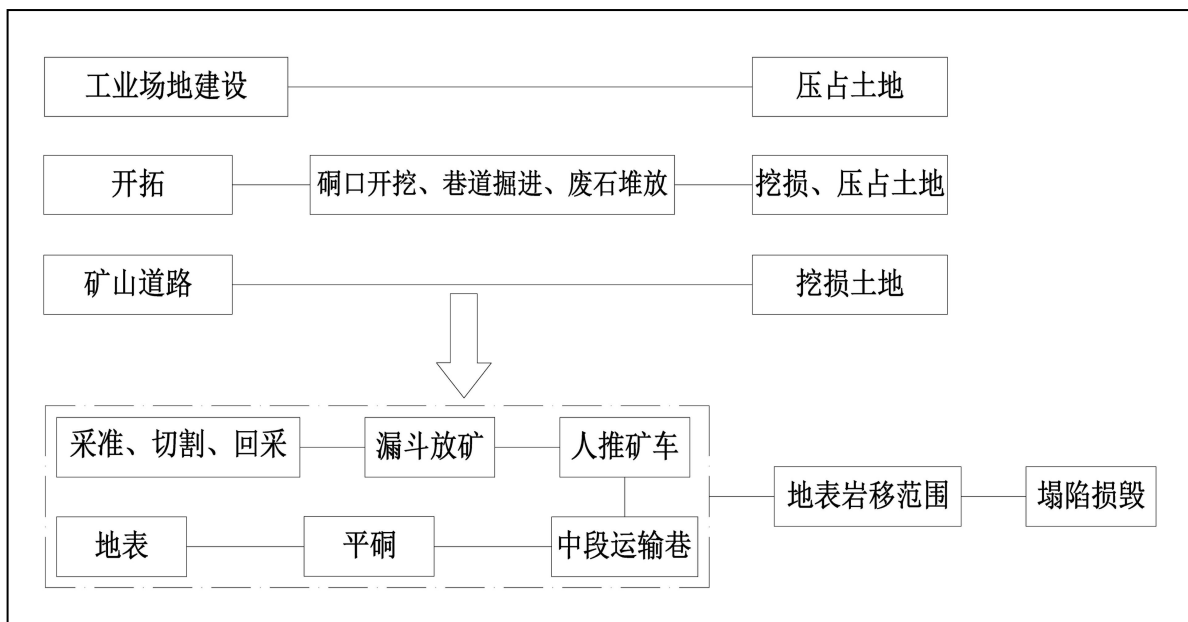 工业场地建设
压占土地
开拓
硐口开挖、巷道掘进、废石堆放
挖损、压占土地
矿山道路
挖损土地
采准、切割、回采
漏斗放矿
人推矿车
地表岩移范围
塌陷损毁
地表
平硐
中段运输巷